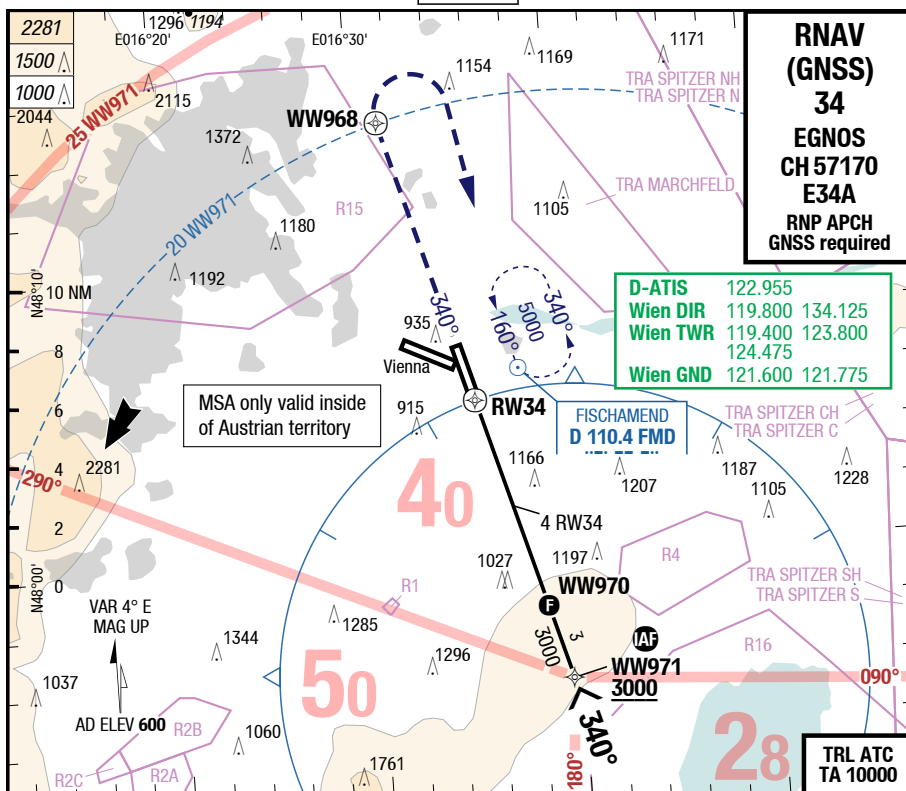 2281
1500
1000
1296
1194
E016°20'
E016°30'
1169
1171
1154
2115
2044
25 WW971
WW968
1372
TRA SPITZER NH
TRA SPITZER N
TRA MARCHFELD
R15
1105
1180
20 WW971
1192
RNAV
(GNSS)
34
EGNOS
CH 57170
E34A
RNP APCH
GNSS required
N48°10'
10 NM
8
6
4
2
0
N48°00'
D-ATIS 122.955
Wien DIR 119.800 134.125
Wien TWR 119.400 123.800
124.475
Wien GND 121.600 121.775
340°
160°
5000
340°
935
Vienna
MSA only valid inside
of Austrian territory
RW34
915
FISCHAMEND
D 110.4 FMD
TRA SPITZER CH
TRA SPITZER C
2281
290°
40
1166
1207
1187
1105
1228
4 RW34
1027
1197
R4
WW970
F
R1
1285
TRA SPITZER SH
TRA SPITZER S
VAR 4° E
MAG UP
1344
3
3000
IAF
R16
WW971
3000
1296
50
090°
1037
AD ELEV 600
R2B
1060
340°
28
R2C
R2A
1761
180°
TRL ATC
TA 10000